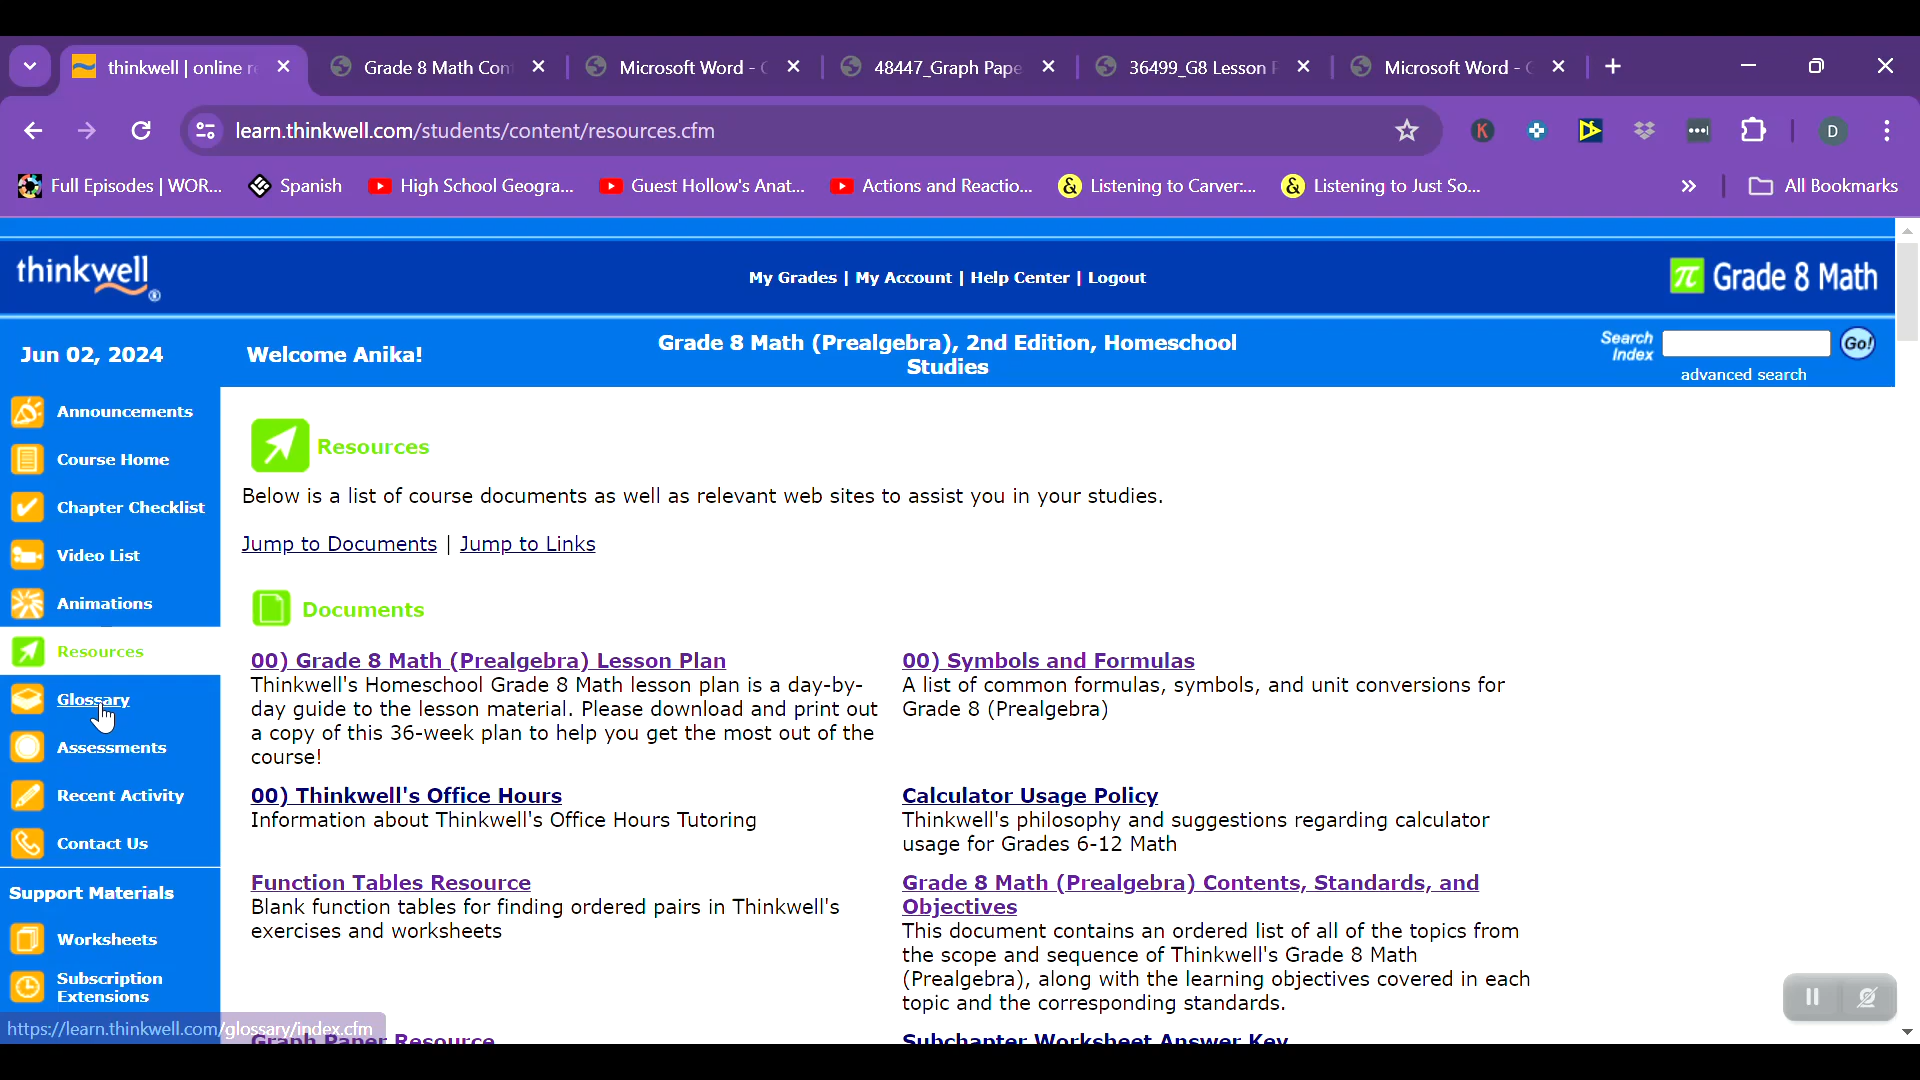 thinkwell | online r
Grade 8 Math Con
Microsoft Word - 
48447_Graph Pape
36499_G8 Lesson
Microsoft Word - 
learn.thinkwell.com/students/content/resources.cfm
K
D
Full Episodes | WOR...
Spanish
High School Geogra...
Guest Hollow's Anat...
Actions and Reactio...
& Listening to Carver:...
& Listening to Just So...
» All Bookmarks
thinkwell®
My Grades | My Account | Help Center | Logout
π Grade 8 Math
Jun 02, 2024
Welcome Anika!
Grade 8 Math (Prealgebra), 2nd Edition, Homeschool
Studies
Search
Index
Go!
advanced search
Announcements
Course Home
Chapter Checklist
Video List
Animations
Resources
Glossary
Assessments
Recent Activity
Contact Us
Support Materials
Worksheets
Subscription
Extensions
https://learn.thinkwell.com/glossary/index.cfm
Resources
Below is a list of course documents as well as relevant web sites to assist you in your studies.
Jump to Documents | Jump to Links
Documents
00) Grade 8 Math (Prealgebra) Lesson Plan
Thinkwell's Homeschool Grade 8 Math lesson plan is a day-by-
day guide to the lesson material. Please download and print out
a copy of this 36-week plan to help you get the most out of the
course!
00) Symbols and Formulas
A list of common formulas, symbols, and unit conversions for
Grade 8 (Prealgebra)
00) Thinkwell's Office Hours
Information about Thinkwell's Office Hours Tutoring
Calculator Usage Policy
Thinkwell's philosophy and suggestions regarding calculator
usage for Grades 6-12 Math
Function Tables Resource
Blank function tables for finding ordered pairs in Thinkwell's
exercises and worksheets
Grade 8 Math (Prealgebra) Contents, Standards, and
Objectives
This document contains an ordered list of all of the topics from
the scope and sequence of Thinkwell's Grade 8 Math
(Prealgebra), along with the learning objectives covered in each
topic and the corresponding standards.
Graph Paper Resource
Subchapter Worksheet Answer Key